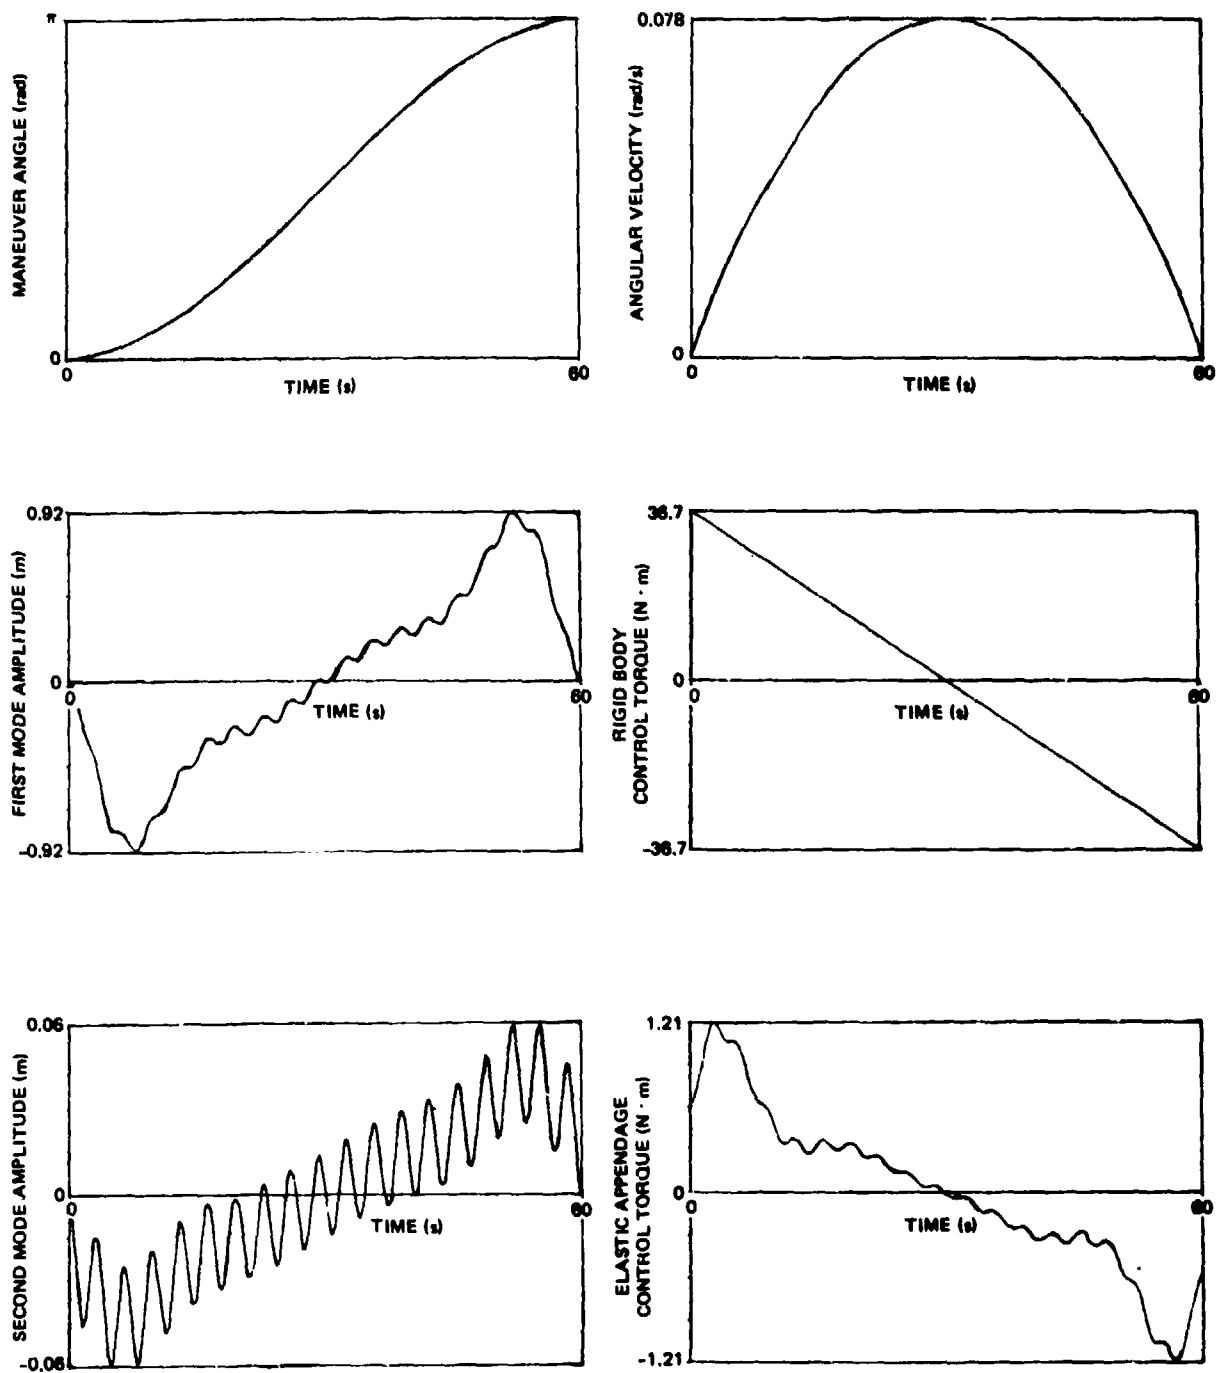 π
MANEUVER ANGLE (rad)
0
0
TIME (s)
60
0.078
ANGULAR VELOCITY (rad/s)
0
0
TIME (s)
60
0.92
FIRST MODE AMPLITUDE (m)
0
0
TIME (s)
60
-0.92
36.7
RIGID BODY
CONTROL TORQUE (N · m)
0
0
TIME (s)
60
-36.7
0.06
SECOND MODE AMPLITUDE (m)
0
0
TIME (s)
60
-0.06
1.21
ELASTIC APPENDAGE
CONTROL TORQUE (N · m)
0
0
TIME (s)
60
-1.21